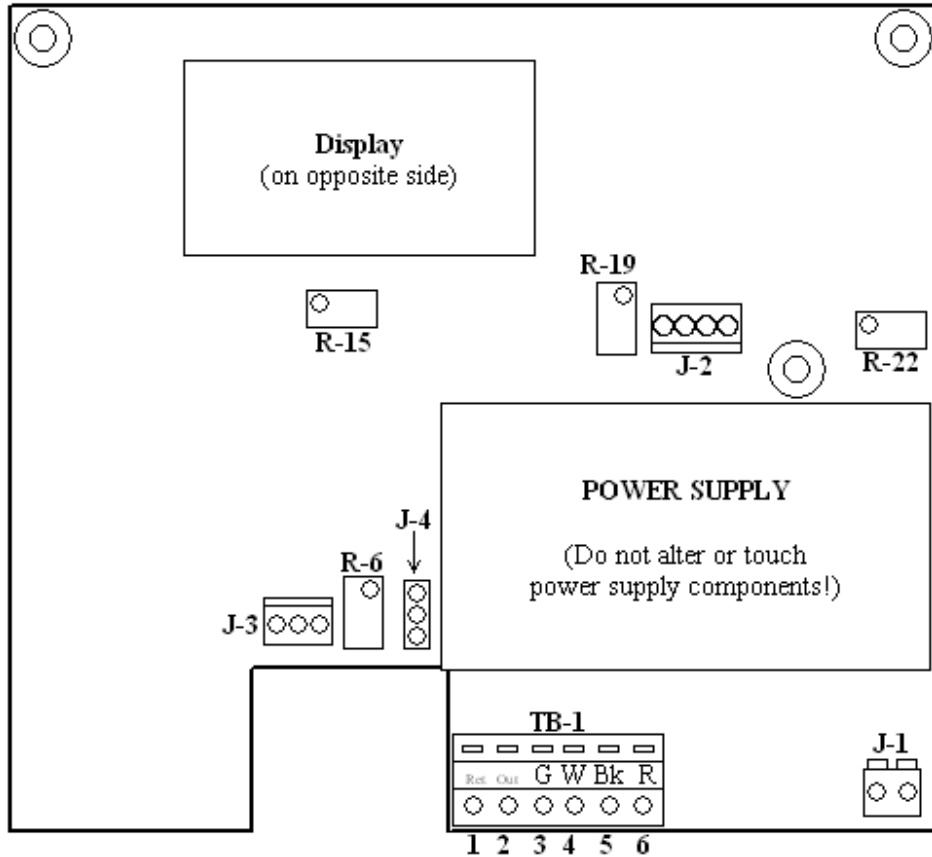 Display
(on opposite side)
R-19
R-15
J-2
R-22
POWER SUPPLY
(Do not alter or touch
power supply components!)
J-4
R-6
J-3
TB-1
Ret Out G W Bk R
J-1
1 2 3 4 5 6